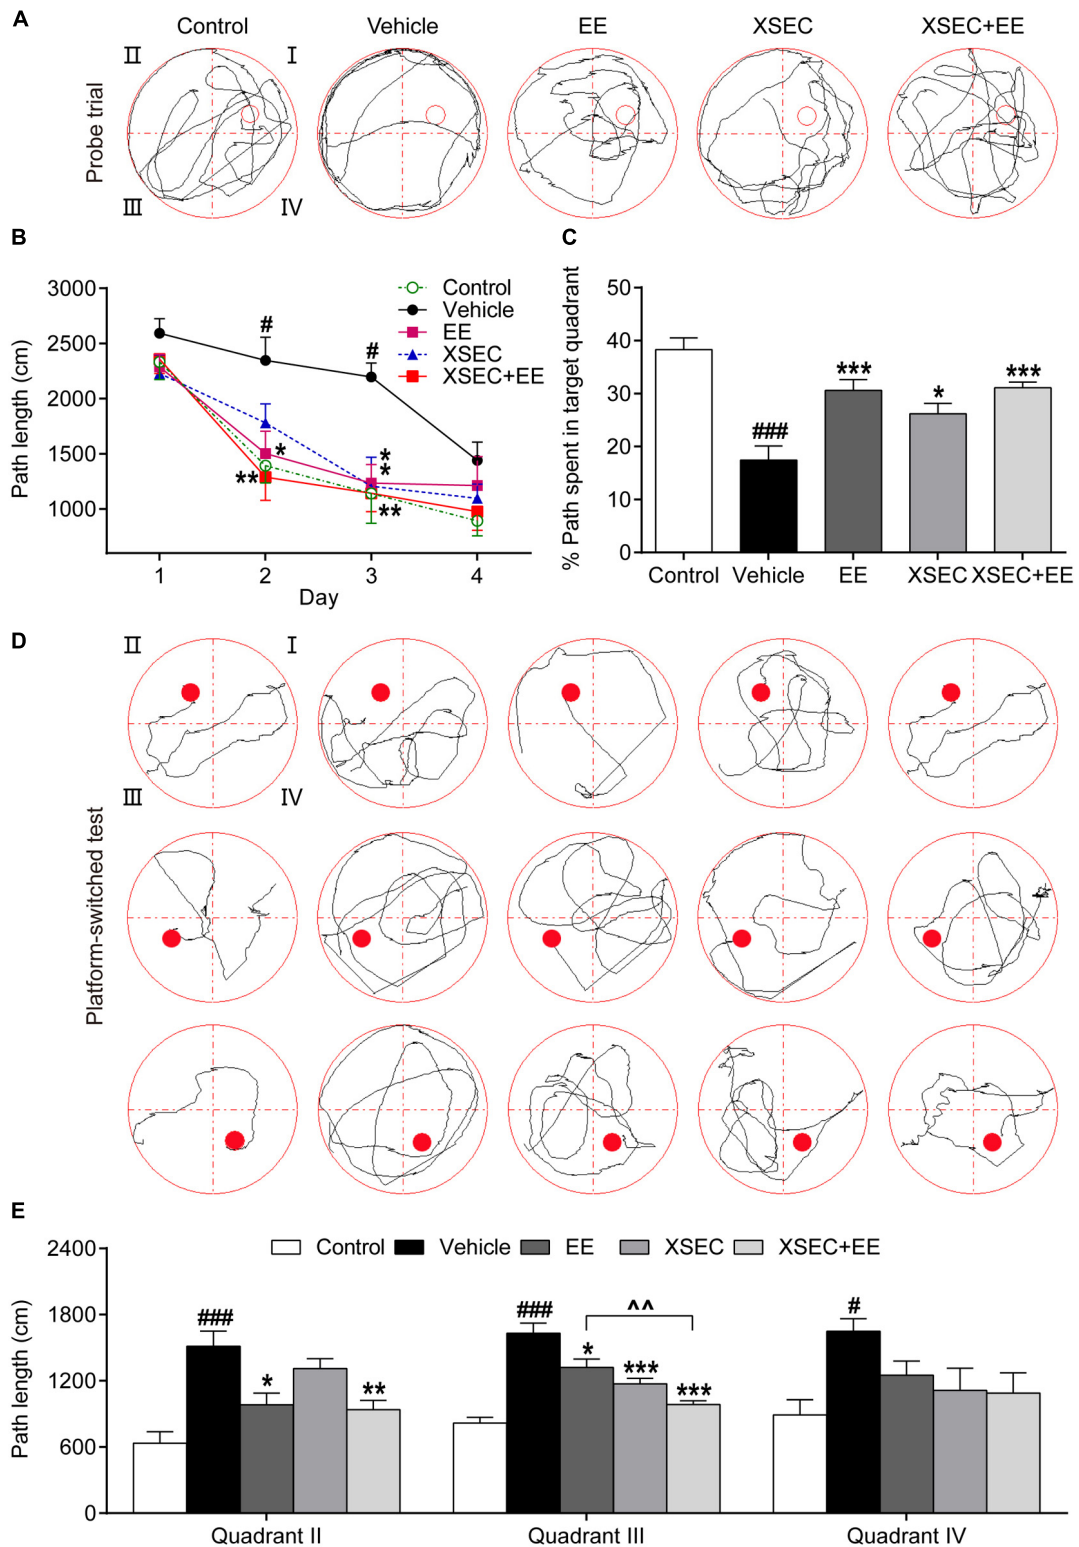 A
Control Vehicle EE XSEC XSEC+EE
II I
Probe trial
III IV
B
3000
2500
2000
1500
1000
Path length (cm)
Control
Vehicle
EE
XSEC
XSEC+EE
# #
* ** ** **
1 2 3 4
Day
C
50
40
30
20
10
0
% Path spent in target quadrant
### *** * ***
Control Vehicle EE XSEC XSEC+EE
D
II I
III IV
Platform-switched test
E
2400
1800
1200
600
0
Path length (cm)
Control Vehicle EE XSEC XSEC+EE
### * **
### * *** *** ^^
#
Quadrant II Quadrant III Quadrant IV